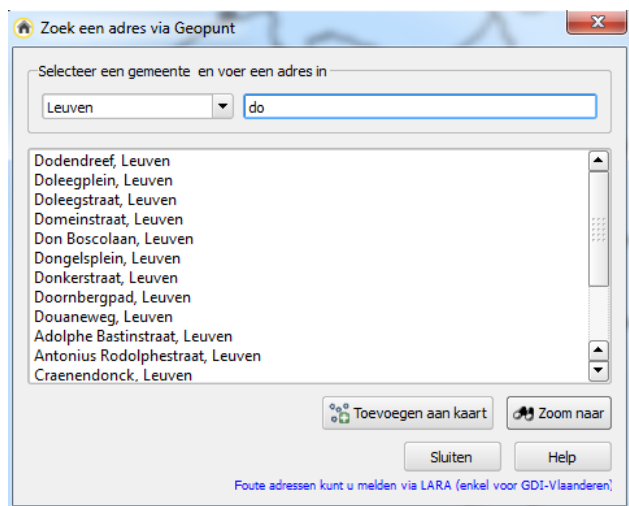 Zoek een adres via Geopunt
Selecteer een gemeente en voer een adres in
Leuven do
Dodendreef, Leuven
Doleegplein, Leuven
Doleegstraat, Leuven
Domeinstraat, Leuven
Don Boscolaan, Leuven
Dongelsplein, Leuven
Donkerstraat, Leuven
Doornbergpad, Leuven
Douaneweg, Leuven
Adolphe Bastinstraat, Leuven
Antonius Rodolphestraat, Leuven
Craenendonck, Leuven
Toevoegen aan kaart Zoom naar
Sluiten Help
Foute adressen kunt u melden via LARA (enkel voor GDI-Vlaanderen)